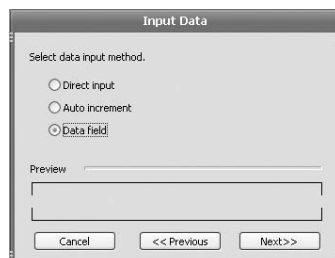 Input Data
Select data input method.
Direct input
Auto increment
Data field
Preview
Cancel
<< Previous
Next>>